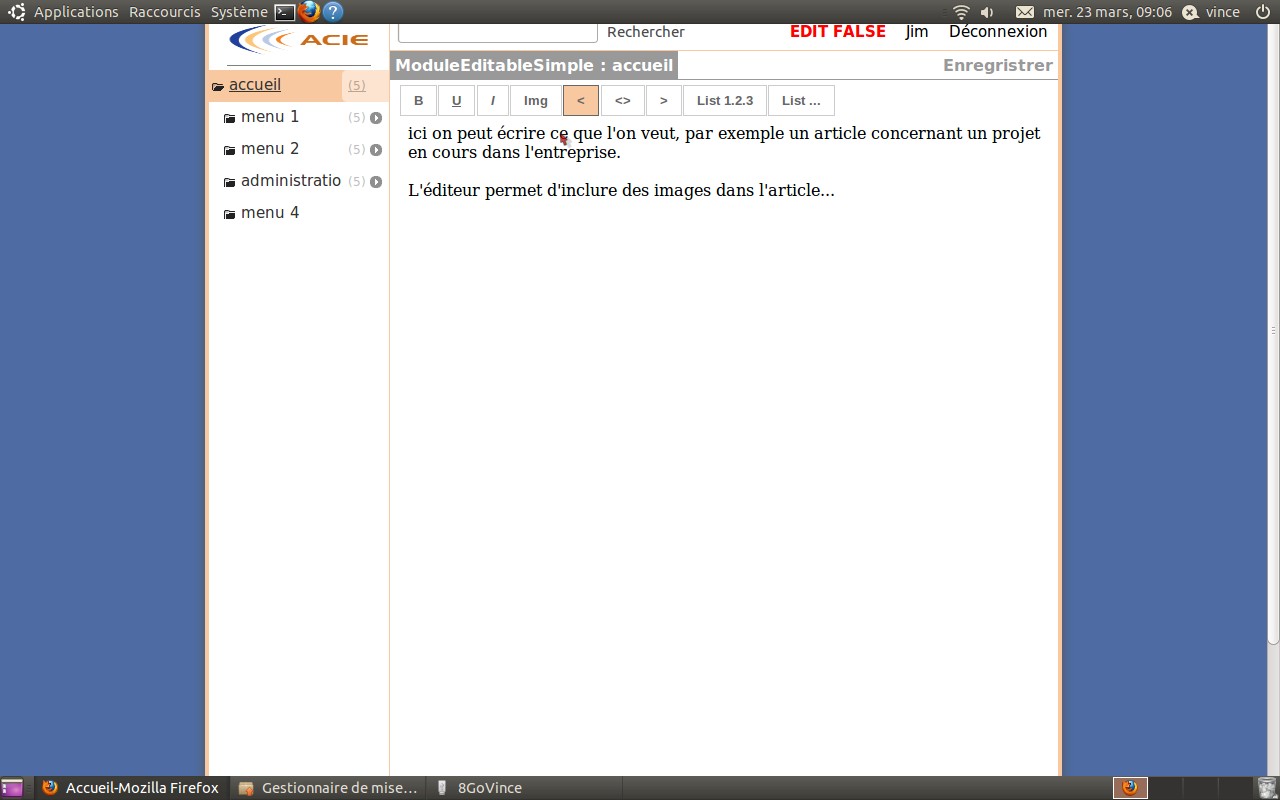 Applications Raccourcis Système ? mer. 23 mars, 09:06 vince
ACIE
Rechercher EDIT FALSE Jim Déconnexion
ModuleEditableSimple : accueil Enregistrer
accueil (5)
menu 1 (5)
menu 2 (5)
administratio (5)
menu 4
B U I Img < <> > List 1.2.3 List ...
ici on peut écrire ce que l'on veut, par exemple un article concernant un projet
en cours dans l'entreprise.
L'éditeur permet d'inclure des images dans l'article...
Accueil-Mozilla Firefox Gestionnaire de mise... 8GoVince